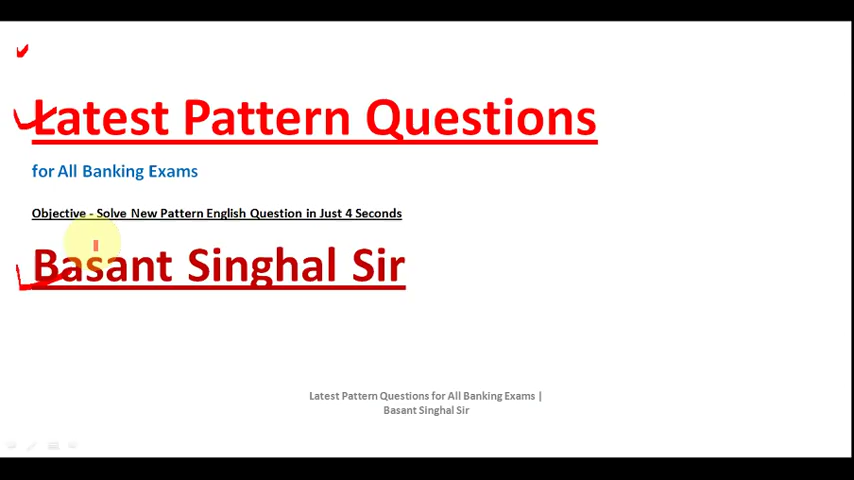 Latest Pattern Questions
for All Banking Exams
Objective - Solve New Pattern English Question in Just 4 Seconds
Basant Singhal Sir
Latest Pattern Questions for All Banking Exams |
Basant Singhal Sir